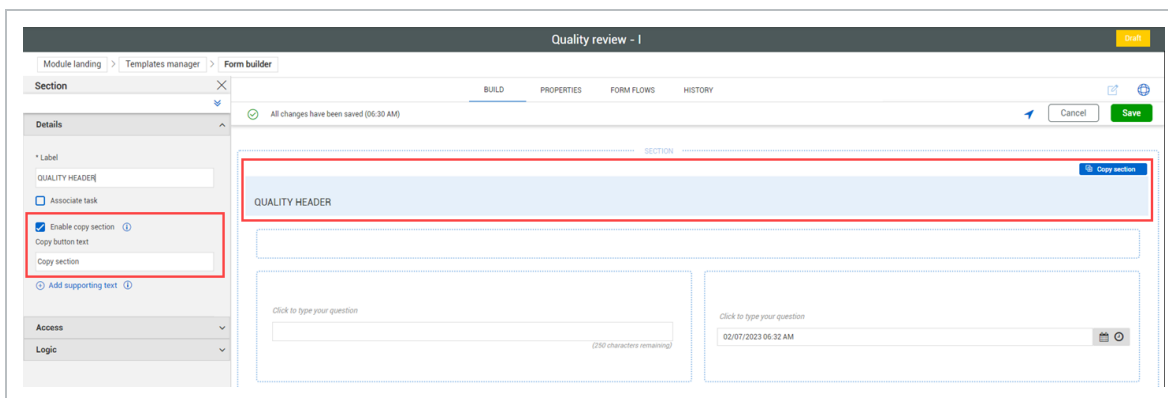 Quality review - I
Draft
Module landing > Templates manager > Form builder
Section
BUILD PROPERTIES FORM FLOWS HISTORY
All changes have been saved (06:30 AM)
Cancel
Save
Details
* Label
QUALITY HEADER
Associate task
Enable copy section
Copy button text
Copy section
Add supporting text
Access
Logic
SECTION
Copy section
QUALITY HEADER
Click to type your question
(250 characters remaining)
Click to type your question
02/07/2023 06:32 AM